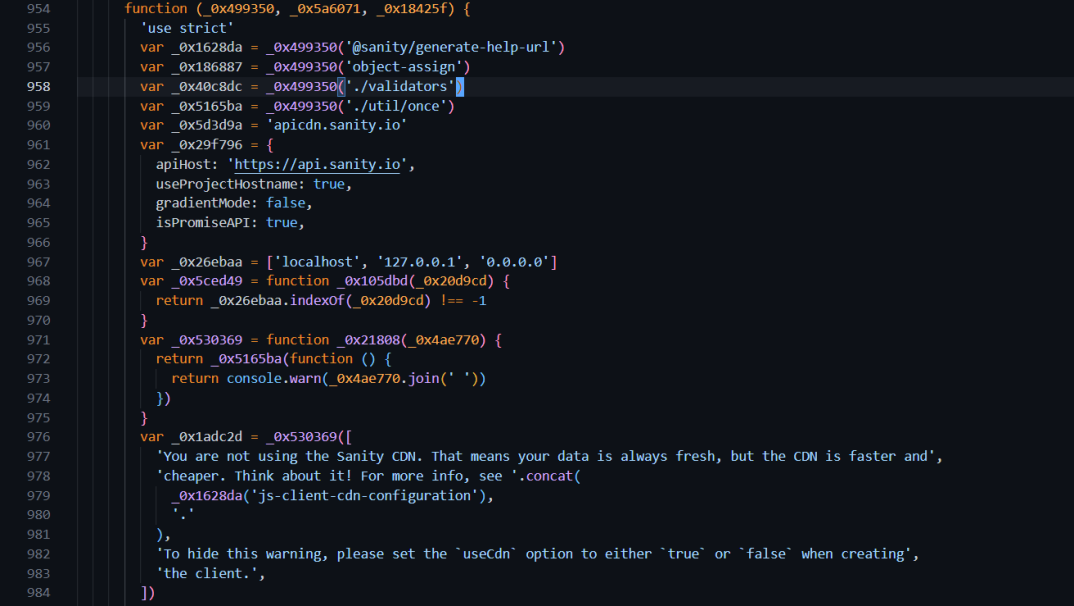 954 function (_0x499350, _0x5a6071, _0x18425f) {
955 'use strict'
956 var _0x1628da = _0x499350('@sanity/generate-help-url')
957 var _0x186887 = _0x499350('object-assign')
958 var _0x40c8dc = _0x499350('./validators')
959 var _0x5165ba = _0x499350('./util/once')
960 var _0x5d3d9a = 'apicdn.sanity.io'
961 var _0x29f796 = {
962 apiHost: 'https://api.sanity.io',
963 useProjectHostname: true,
964 gradientMode: false,
965 isPromiseAPI: true,
966 }
967 var _0x26ebaa = ['localhost', '127.0.0.1', '0.0.0.0']
968 var _0x5ced49 = function _0x105dbd(_0x20d9cd) {
969 return _0x26ebaa.indexOf(_0x20d9cd) !== -1
970 }
971 var _0x530369 = function _0x21808(_0x4ae770) {
972 return _0x5165ba(function () {
973 return console.warn(_0x4ae770.join(' '))
974 })
975 }
976 var _0x1adc2d = _0x530369([
977 'You are not using the Sanity CDN. That means your data is always fresh, but the CDN is faster and',
978 'cheaper. Think about it! For more info, see '.concat(
979 _0x1628da('js-client-cdn-configuration'),
980 '.'
981 ),
982 'To hide this warning, please set the `useCdn` option to either `true` or `false` when creating',
983 'the client.',
984 ])